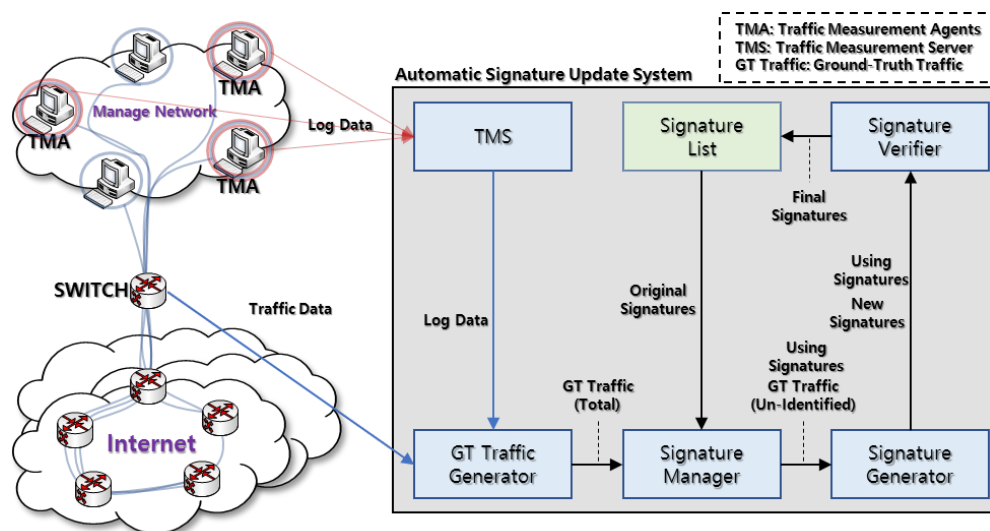 TMA: Traffic Measurement Agents
TMS: Traffic Measurement Server
GT Traffic: Ground-Truth Traffic
Automatic Signature Update System
TMA
Manage Network
TMA
Log Data
TMA
TMS
Signature
List
Signature
Verifier
Final
Signatures
SWITCH
Traffic Data
Log Data
Original
Signatures
Using
Signatures
New
Signatures
GT Traffic
(Total)
Using
Signatures
GT Traffic
(Un-Identified)
Internet
GT Traffic
Generator
Signature
Manager
Signature
Generator